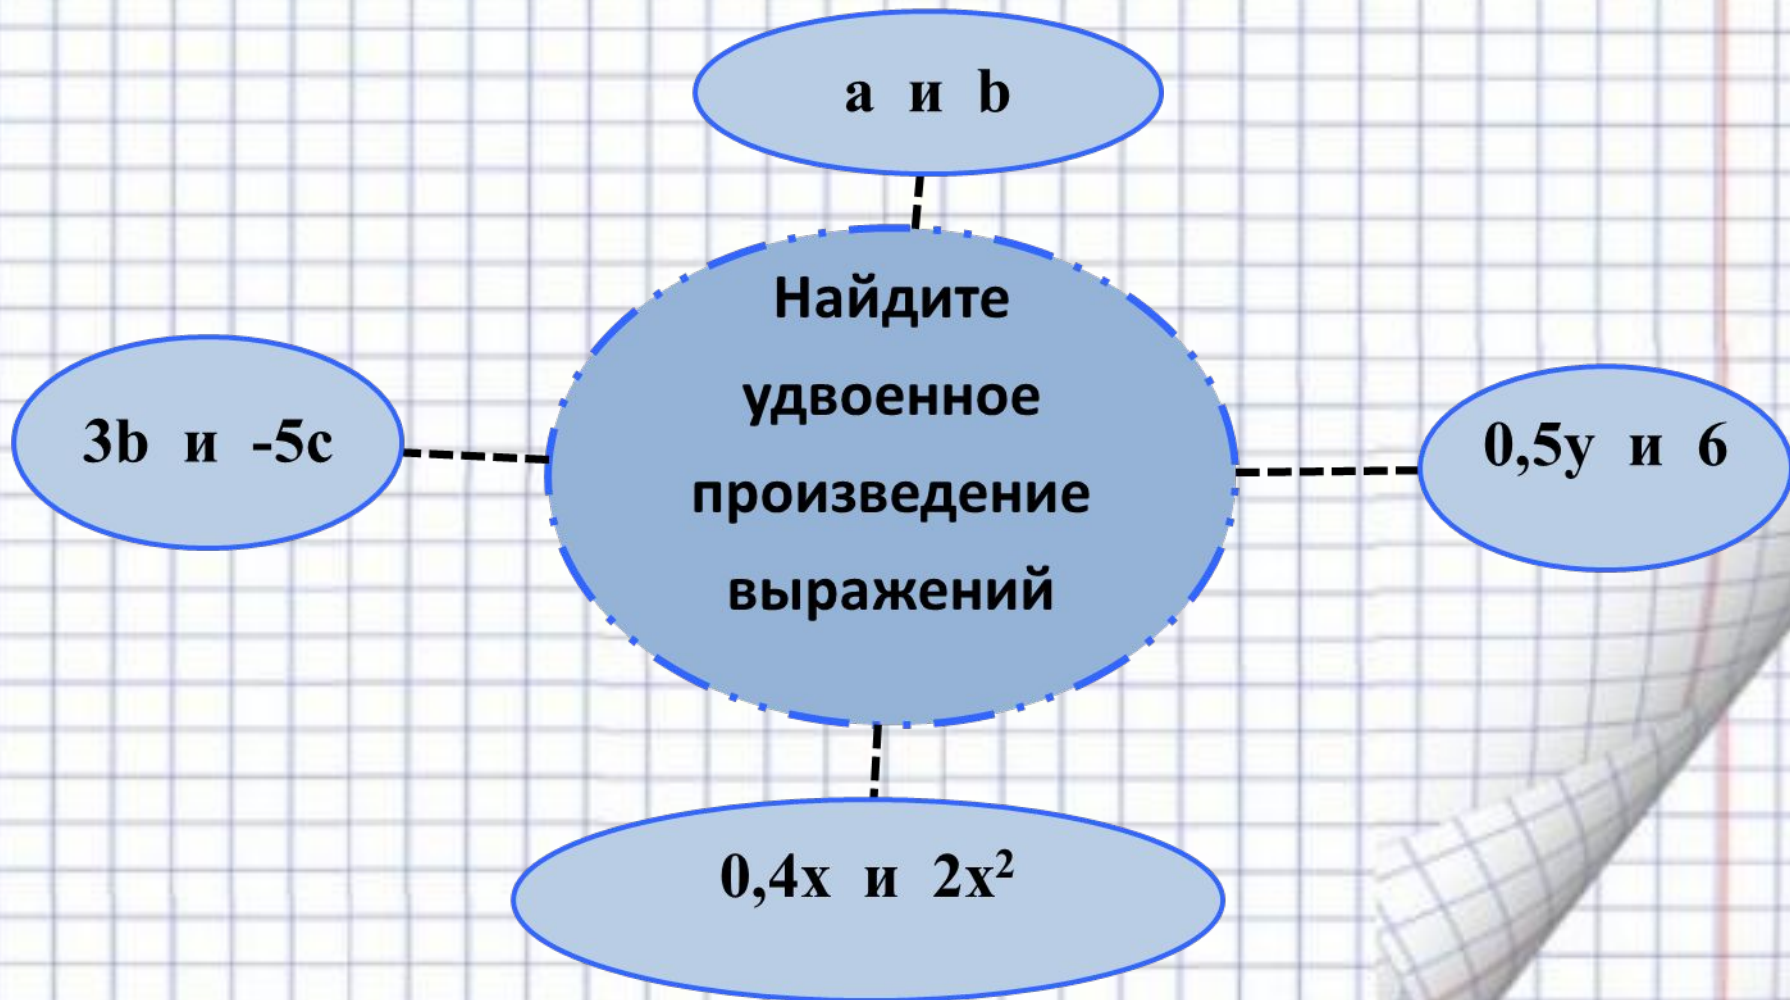 a и b
Найдите
удвоенное
произведение
выражений
3b и -5c
0,5y и 6
0,4x и 2x²